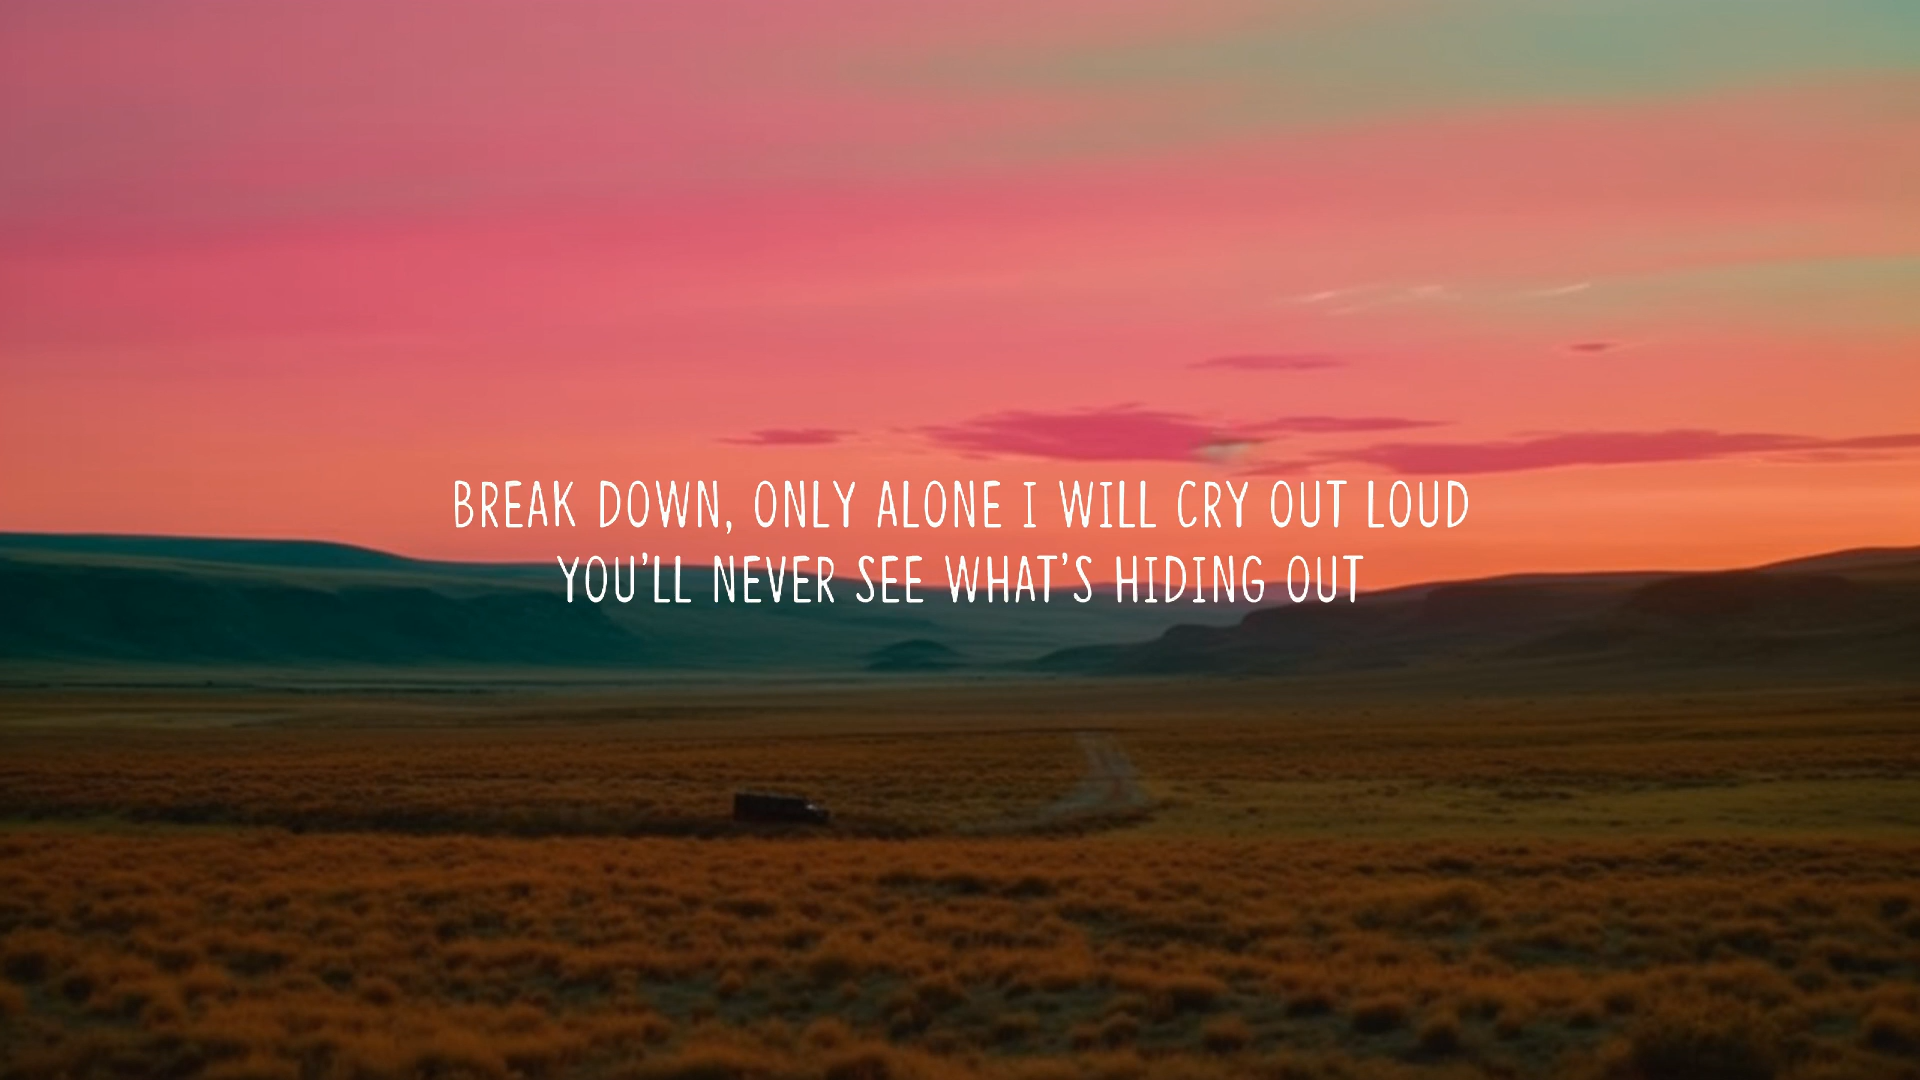 BREAK DOWN, ONLY ALONE I WILL CRY OUT LOUD
YOU'LL NEVER SEE WHAT'S HIDING OUT